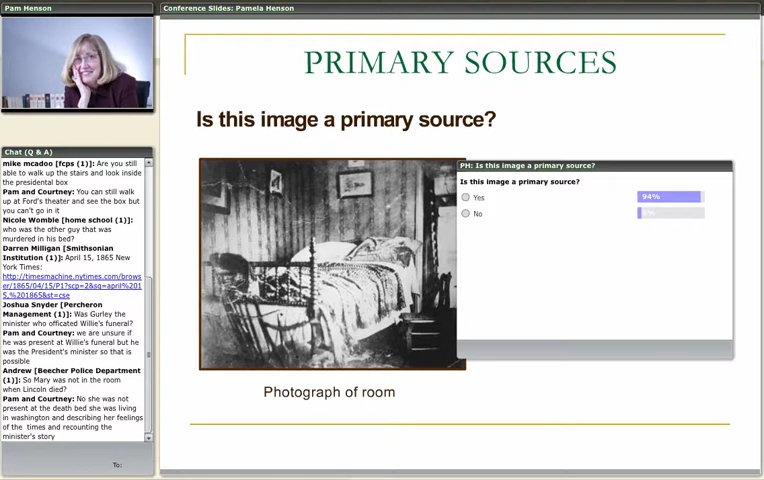 Pam Henson
Conference Slides: Pamela Henson
PRIMARY SOURCES
Is this image a primary source?
PH: Is this image a primary source?
Is this image a primary source?
Yes
94%
No
6%
Photograph of room
Chat (Q & A)
mike mcadoo [fcps (1)]: Are you still
able to walk up the stairs and look inside
the presidental box
Pam and Courtney: You can still walk
up at Ford's theater and see the box but
you can't go in it
Nicole Womble [home school (1)]:
who was the other guy that was
murdered in his bed?
Darren Milligan [Smithsonian
Institution (1)]: April 15, 1865 New
York Times:
http://timesmachine.nytimes.com/brows
er/1865/04/15/P1?scp=2&sq=april%201
5,%201865&st=cse
Joshua Snyder [Percheron
Management (1)]: Was Gurley the
minister who officated Willie's funeral?
Pam and Courtney: we are unsure if
he was present at Willie's funeral but he
was the President's minister so that is
possible
Andrew [Beecher Police Department
(1)]: So Mary was not in the room
when Lincoln died?
Pam and Courtney: No she was not
present at the death bed she was living
in washington and describing her feelings
of the times and recounting the
minister's story
To: